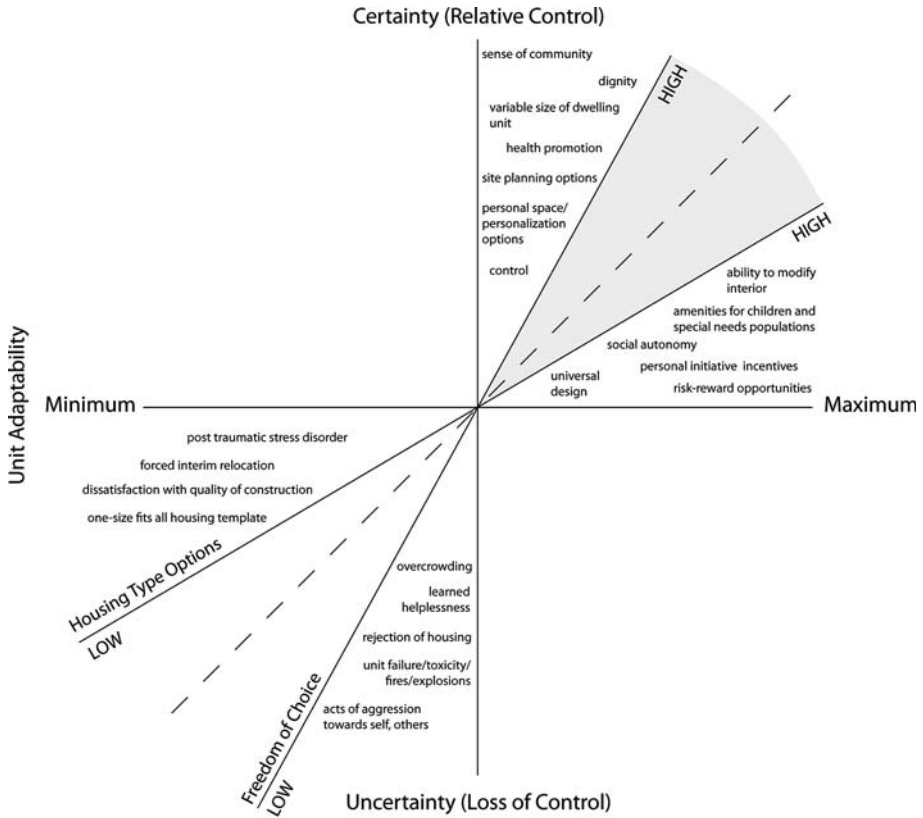 Certainty (Relative Control)
sense of community
dignity
HIGH
variable size of dwelling
unit
health promotion
site planning options
personal space/
personalization
options
control
HIGH
ability to modify
interior
amenities for children and
special needs populations
social autonomy
personal initiative incentives
universal
design
risk-reward opportunities
Unit Adaptability
Minimum
Maximum
post traumatic stress disorder
forced interim relocation
dissatisfaction with quality of construction
one-size fits all housing template
Housing Type Options
LOW
overcrowding
learned
helplessness
rejection of housing
unit failure/toxicity/
fires/explosions
acts of aggression
towards self, others
Freedom of Choice
LOW
Uncertainty (Loss of Control)